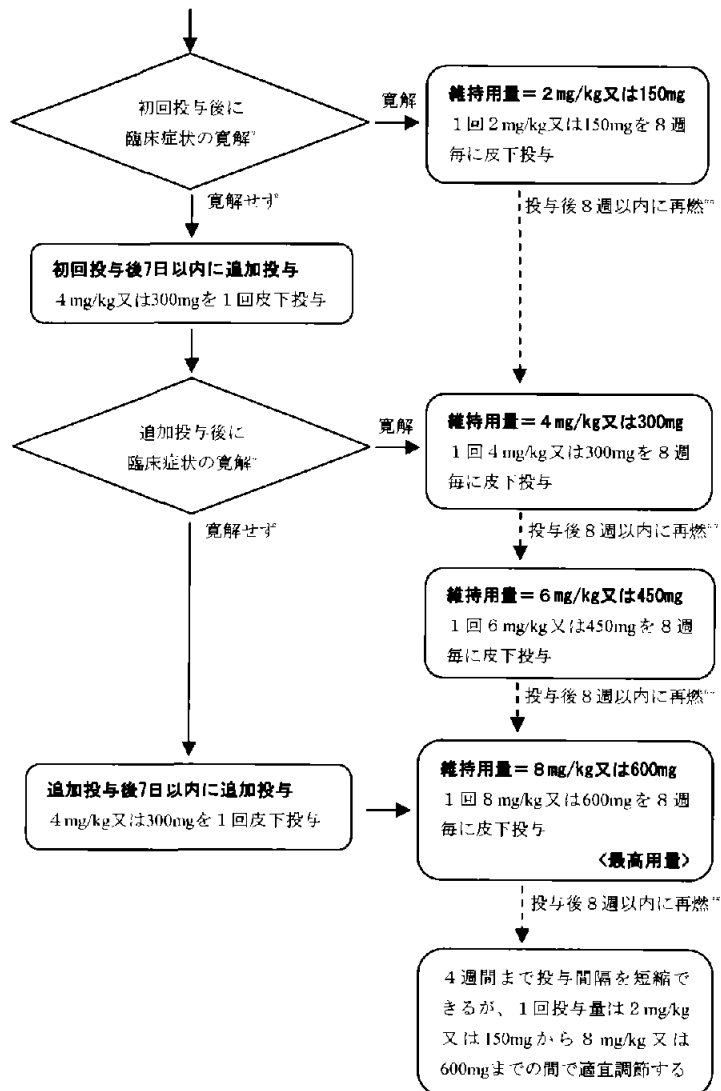 初回投与後に
臨床症状の寛解*
寛解
維持用量＝２mg/kg又は150mg
１回２mg/kg又は150mgを８週
毎に皮下投与
寛解せず
投与後８週以内に再燃**
初回投与後7日以内に追加投与
４mg/kg又は300mgを１回皮下投与
追加投与後に
臨床症状の寛解*
寛解
維持用量＝４mg/kg又は300mg
１回４mg/kg又は300mgを８週
毎に皮下投与
寛解せず
投与後８週以内に再燃**
維持用量＝６mg/kg又は450mg
１回６mg/kg又は450mgを８週
毎に皮下投与
投与後８週以内に再燃**
追加投与後7日以内に追加投与
４mg/kg又は300mgを１回皮下投与
維持用量＝８mg/kg又は600mg
１回８mg/kg又は600mgを８週
毎に皮下投与
<最高用量>
投与後８週以内に再燃**
４週間まで投与間隔を短縮で
きるが、１回投与量は２mg/kg
又は150mgから８mg/kg又は
600mgまでの間で適宜調節する